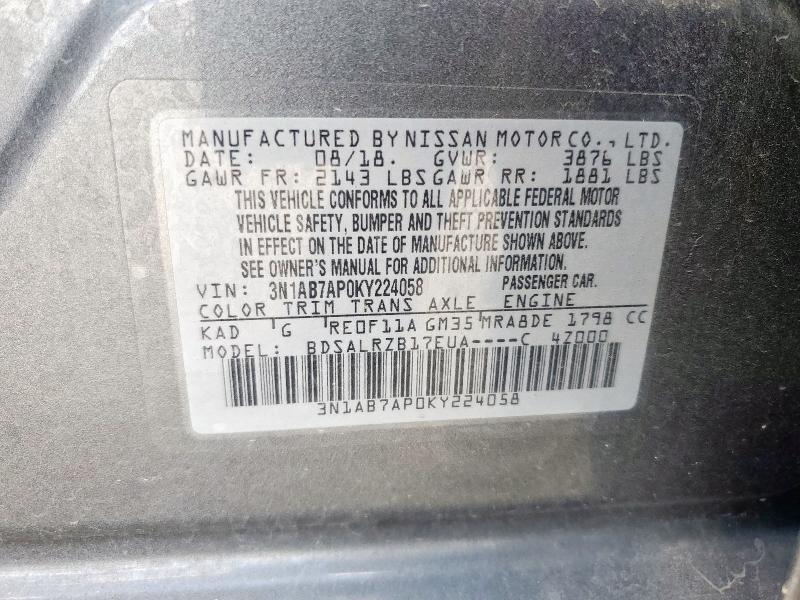 MANUFACTURED BY NISSAN MOTOR CO., LTD.
DATE: 08/18. GVWR: 3876 LBS
GAWR FR: 2143 LBS GAWR RR: 1881 LBS
THIS VEHICLE CONFORMS TO ALL APPLICABLE FEDERAL MOTOR
VEHICLE SAFETY, BUMPER AND THEFT PREVENTION STANDARDS
IN EFFECT ON THE DATE OF MANUFACTURE SHOWN ABOVE.
SEE OWNER'S MANUAL FOR ADDITIONAL INFORMATION.
VIN: 3N1AB7AP0KY224058 PASSENGER CAR.
COLOR TRIM TRANS AXLE ENGINE
KAD G RE0F11A GM35 MRA8DE 1798 CC
MODEL: BDSALRZB17EUA----C 4Z000
3N1AB7AP0KY224058